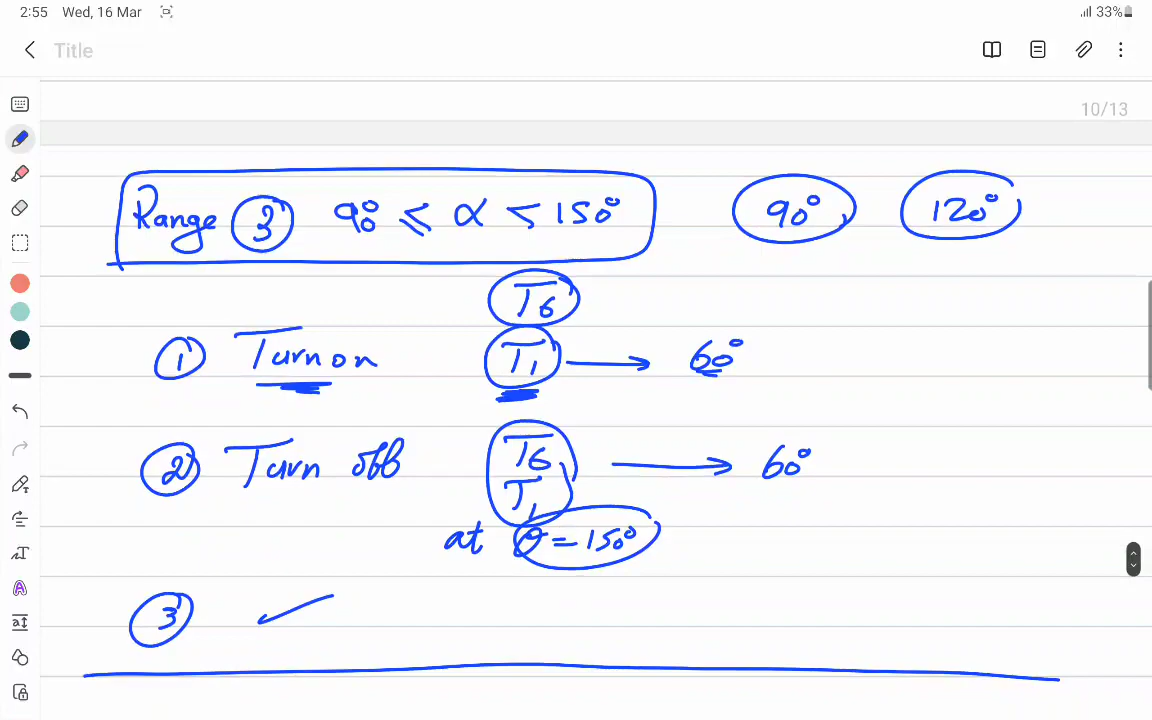 2:55 Wed, 16 Mar 33%
Title
10/13
Range 3 90° ≤ α ≤ 150° 90° 120°
T6
1 Turn on T1 → 60°
2 Turn off T6 → 60°
T1
at θ = 150°
3 ✓